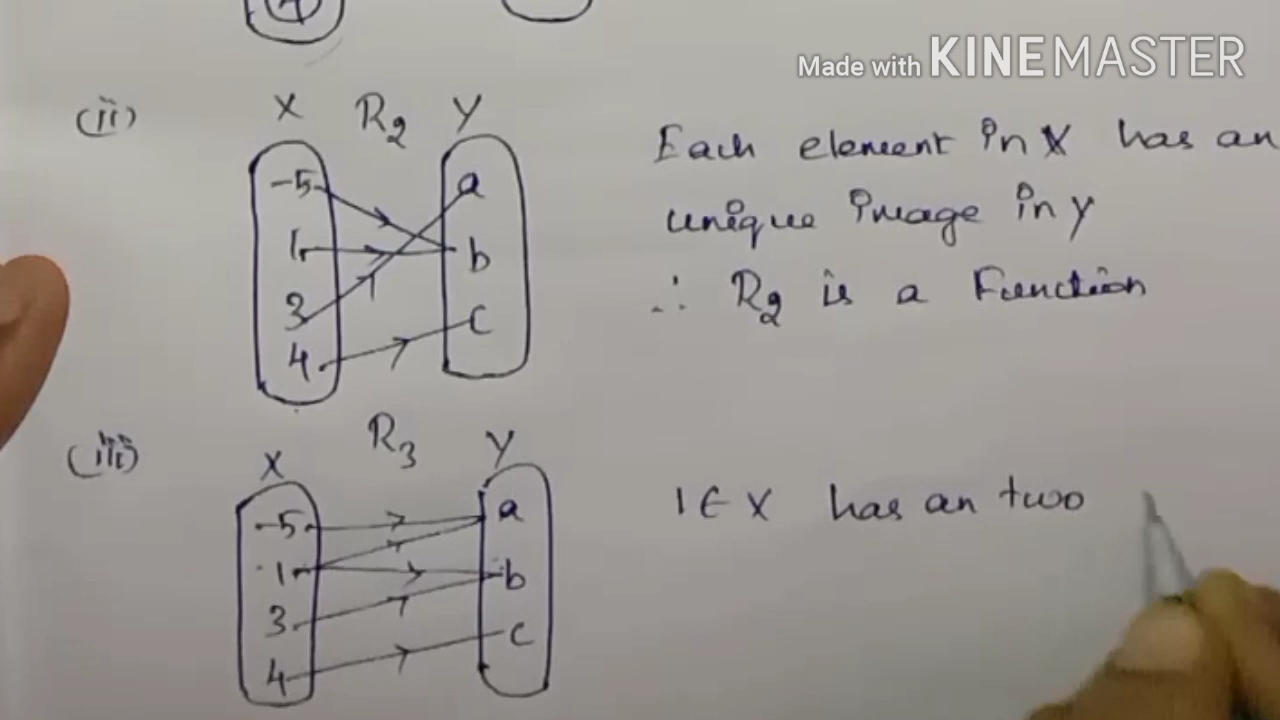 Made with KINEMASTER
(ii) X R2 Y
-5 a
1 b
3 c
4
Each element in X has an
unique image in y
∴ R2 is a Function
(iii) X R3 Y
-5 a
1 b
3 c
4
1 ∈ X has an two